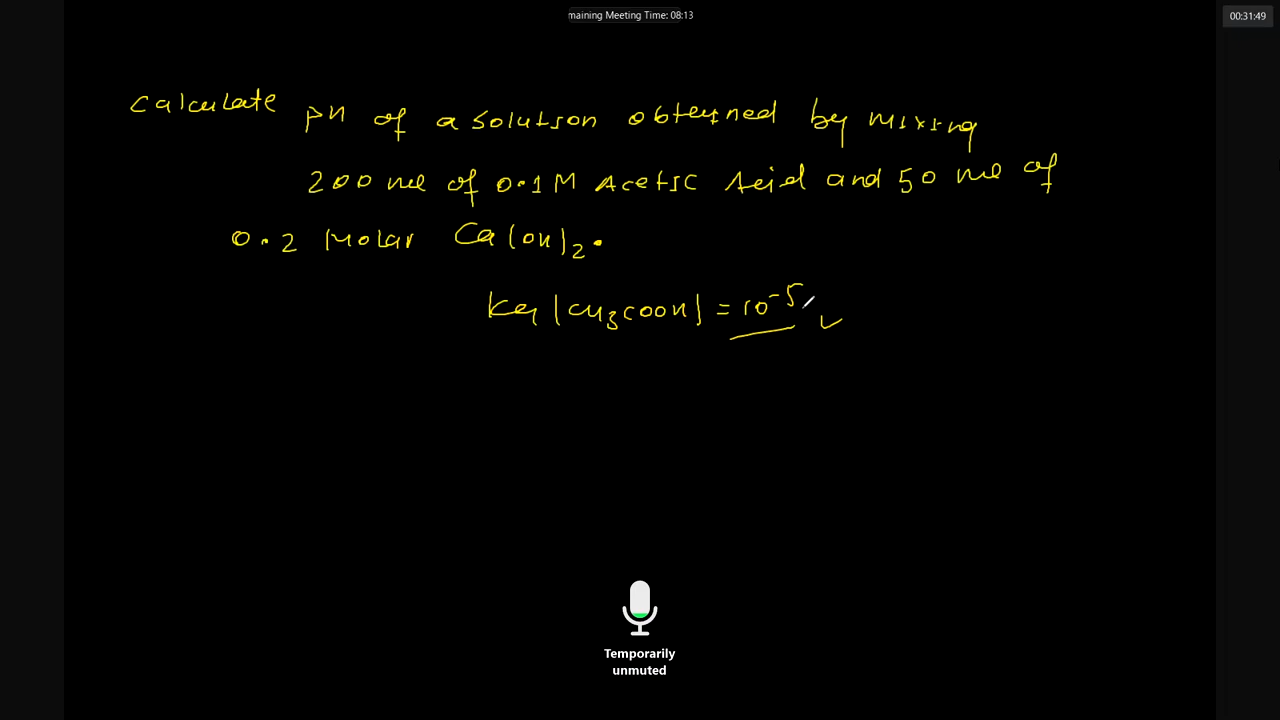 maining Meeting Time: 08:13
00:31:49
Calculate pH of a solution obtained by mixing
200 ml of 0.1M Acetic Acid and 50 ml of
0.2 Molar Ca(OH)2.
Ka (CH3COOH) = 10-5
Temporarily
unmuted